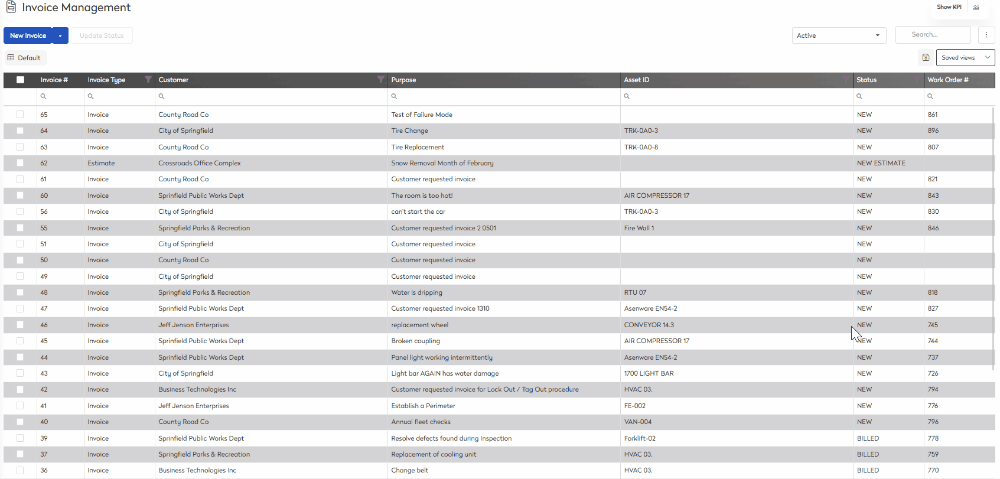 Invoice Management
Show KPI
New Invoice
Update Status
Active
Search...
Default
Saved views
Invoice # Invoice Type Customer Purpose Asset ID Status Work Order #
65 Invoice County Road Co Test of Failure Mode NEW 861
64 Invoice City of Springfield Tire Change TRK-0A0-3 NEW 896
63 Invoice County Road Co Tire Replacement TRK-0A0-8 NEW 807
62 Estimate Crossroads Office Complex Snow Removal Month of February NEW ESTIMATE
61 Invoice County Road Co Customer requested invoice NEW 821
60 Invoice Sprinfield Public Works Dept The room is too hot! AIR COMPRESSOR 17 NEW 843
56 Invoice City of Springfield can't start the car TRK-0A0-3 NEW 830
55 Invoice Springfield Parks & Recreation Customer requested invoice 2 0501 Fire Wall 1 NEW 846
51 Invoice City of Springfield Customer requested invoice NEW
50 Invoice County Road Co Customer requested invoice NEW
49 Invoice City of Springfield Customer requested invoice NEW
48 Invoice Springfield Parks & Recreation Water is dripping RTU 07 NEW 818
47 Invoice Sprinfield Public Works Dept Customer requested invoice 1310 Asenware EN54-2 NEW 827
46 Invoice Jeff Jenson Enterprises replacement wheel CONVEYOR 14.3 NEW 745
45 Invoice Sprinfield Public Works Dept Broken coupling AIR COMPRESSOR 17 NEW 744
44 Invoice Sprinfield Public Works Dept Panel light working intermittently Asenware EN54-2 NEW 737
43 Invoice City of Springfield Light bar AGAIN has water damage 1700 LIGHT BAR NEW 726
42 Invoice Business Technologies Inc Customer requested invoice for Lock Out / Tag Out procedure HVAC 03. NEW 794
41 Invoice Jeff Jenson Enterprises Establish a Perimeter FE-002 NEW 776
40 Invoice County Road Co Annual fleet checks VAN-004 NEW 796
39 Invoice Sprinfield Public Works Dept Resolve defects found during Inspection Forklift-02 BILLED 778
37 Invoice Springfield Parks & Recreation Replacement of cooling unit HVAC 03. BILLED 759
36 Invoice Business Technologies Inc Change belt HVAC 03. BILLED 770